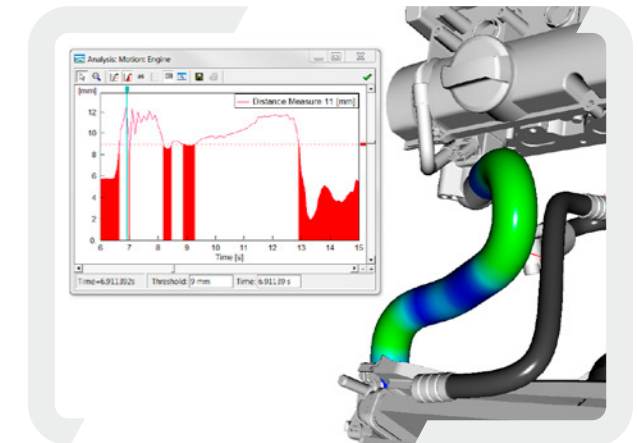 Analysis: Motion: Engine
[mm]
Distance Measure 11 [mm]
12
10
8
6
4
2
0
6 7 8 9 10 11 12 13 14 15
Time [s]
Time=6.911392s Threshold: 9 mm Time: 6.91139 s